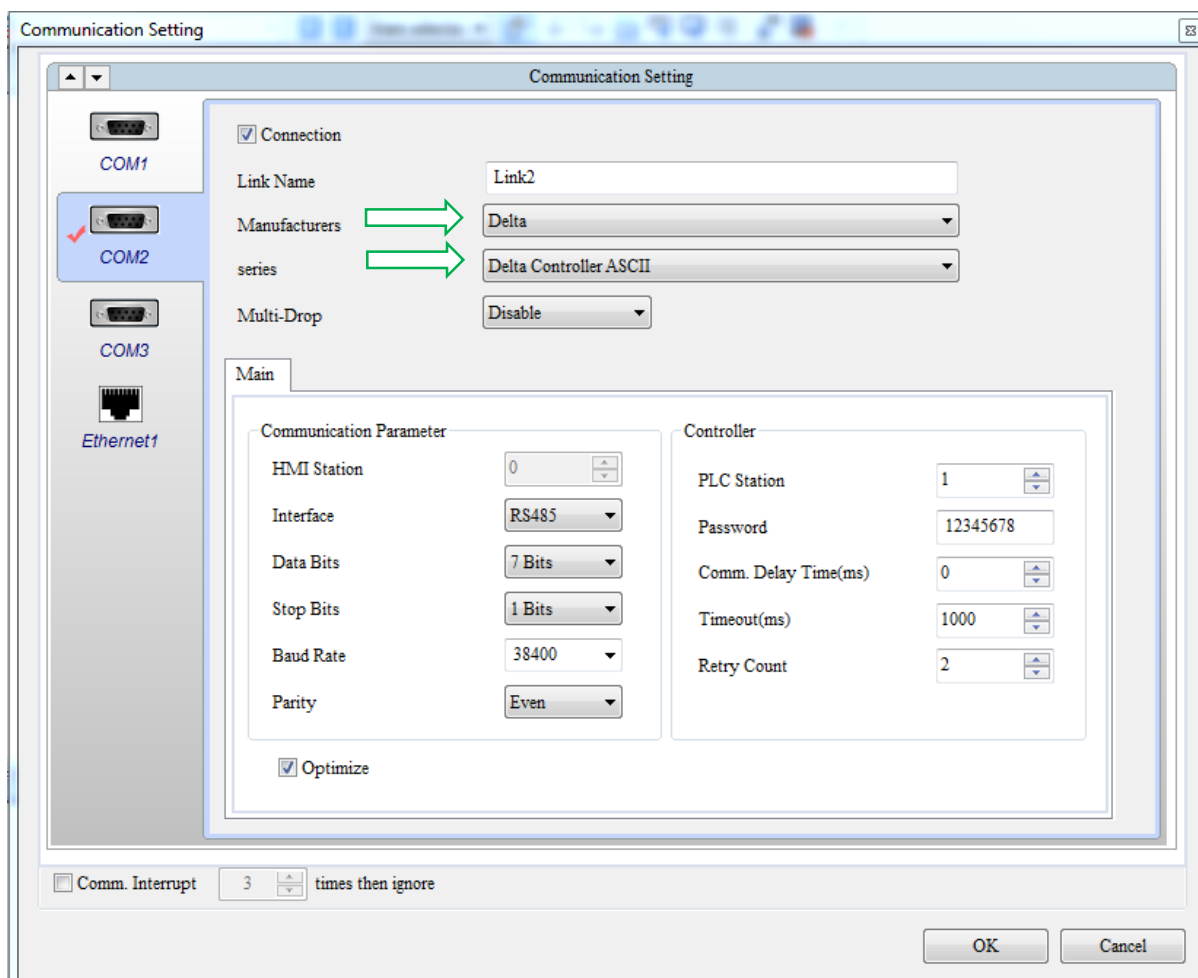 Communication Setting
Communication Setting
COM1
COM2
COM3
Ethernet1
Connection
Link Name Link2
Manufacturers Delta
series Delta Controller ASCII
Multi-Drop Disable
Main
Communication Parameter
HMI Station 0
Interface RS485
Data Bits 7 Bits
Stop Bits 1 Bits
Baud Rate 38400
Parity Even
Optimize
Controller
PLC Station 1
Password 12345678
Comm. Delay Time(ms) 0
Timeout(ms) 1000
Retry Count 2
Comm. Interrupt 3 times then ignore
OK Cancel